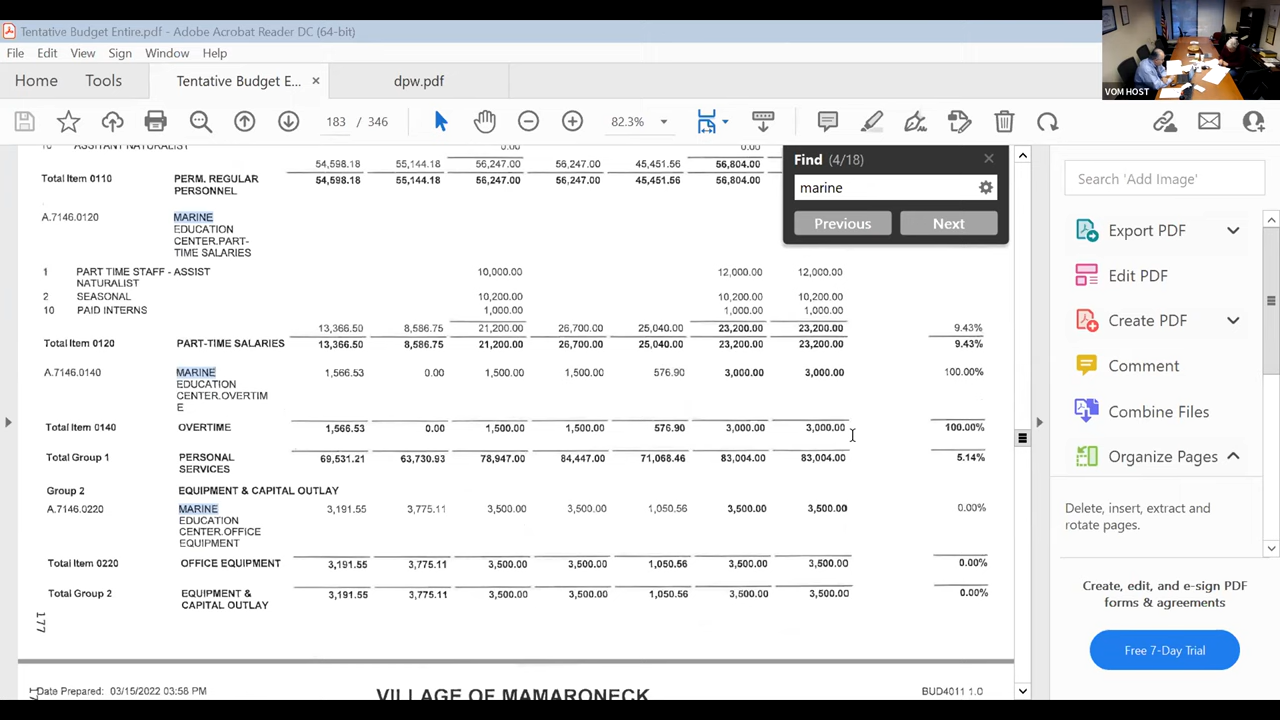 Tentative Budget Entire.pdf - Adobe Acrobat Reader DC (64-bit)
File Edit View Sign Window Help
Home Tools Tentative Budget E... × dpw.pdf
183 / 346 82.3%
VOM HOST
10 ASSITANT NATURALIST 0.00 0.00
54,598.18 55,144.18 56,247.00 56,247.00 45,451.56 56,804.00
Total Item 0110 PERM. REGULAR PERSONNEL 54,598.18 55,144.18 56,247.00 56,247.00 45,451.56 56,804.00
A.7146.0120 MARINE
EDUCATION
CENTER.PART-
TIME SALARIES
1 PART TIME STAFF - ASSIST 10,000.00 12,000.00 12,000.00
NATURALIST
2 SEASONAL 10,200.00 10,200.00 10,200.00
10 PAID INTERNS 1,000.00 1,000.00 1,000.00
13,366.50 8,586.75 21,200.00 26,700.00 25,040.00 23,200.00 23,200.00 9.43%
Total Item 0120 PART-TIME SALARIES 13,366.50 8,586.75 21,200.00 26,700.00 25,040.00 23,200.00 23,200.00 9.43%
A.7146.0140 MARINE 1,566.53 0.00 1,500.00 1,500.00 576.90 3,000.00 3,000.00 100.00%
EDUCATION
CENTER.OVERTIM
E
Total Item 0140 OVERTIME 1,566.53 0.00 1,500.00 1,500.00 576.90 3,000.00 3,000.00 100.00%
Total Group 1 PERSONAL 69,531.21 63,730.93 78,947.00 84,447.00 71,068.46 83,004.00 83,004.00 5.14%
SERVICES
Group 2 EQUIPMENT & CAPITAL OUTLAY
A.7146.0220 MARINE 3,191.55 3,775.11 3,500.00 3,500.00 1,050.56 3,500.00 3,500.00 0.00%
EDUCATION
CENTER.OFFICE
EQUIPMENT
Total Item 0220 OFFICE EQUIPMENT 3,191.55 3,775.11 3,500.00 3,500.00 1,050.56 3,500.00 3,500.00 0.00%
Total Group 2 EQUIPMENT & 3,191.55 3,775.11 3,500.00 3,500.00 1,050.56 3,500.00 3,500.00 0.00%
CAPITAL OUTLAY
177
Date Prepared: 03/15/2022 03:58 PM VILLAGE OF MAMARONECK BUD4011 1.0
Find (4/18)
marine
Previous Next
Search 'Add Image'
Export PDF
Edit PDF
Create PDF
Comment
Combine Files
Organize Pages
Delete, insert, extract and
rotate pages.
Create, edit, and e-sign PDF
forms & agreements
Free 7-Day Trial